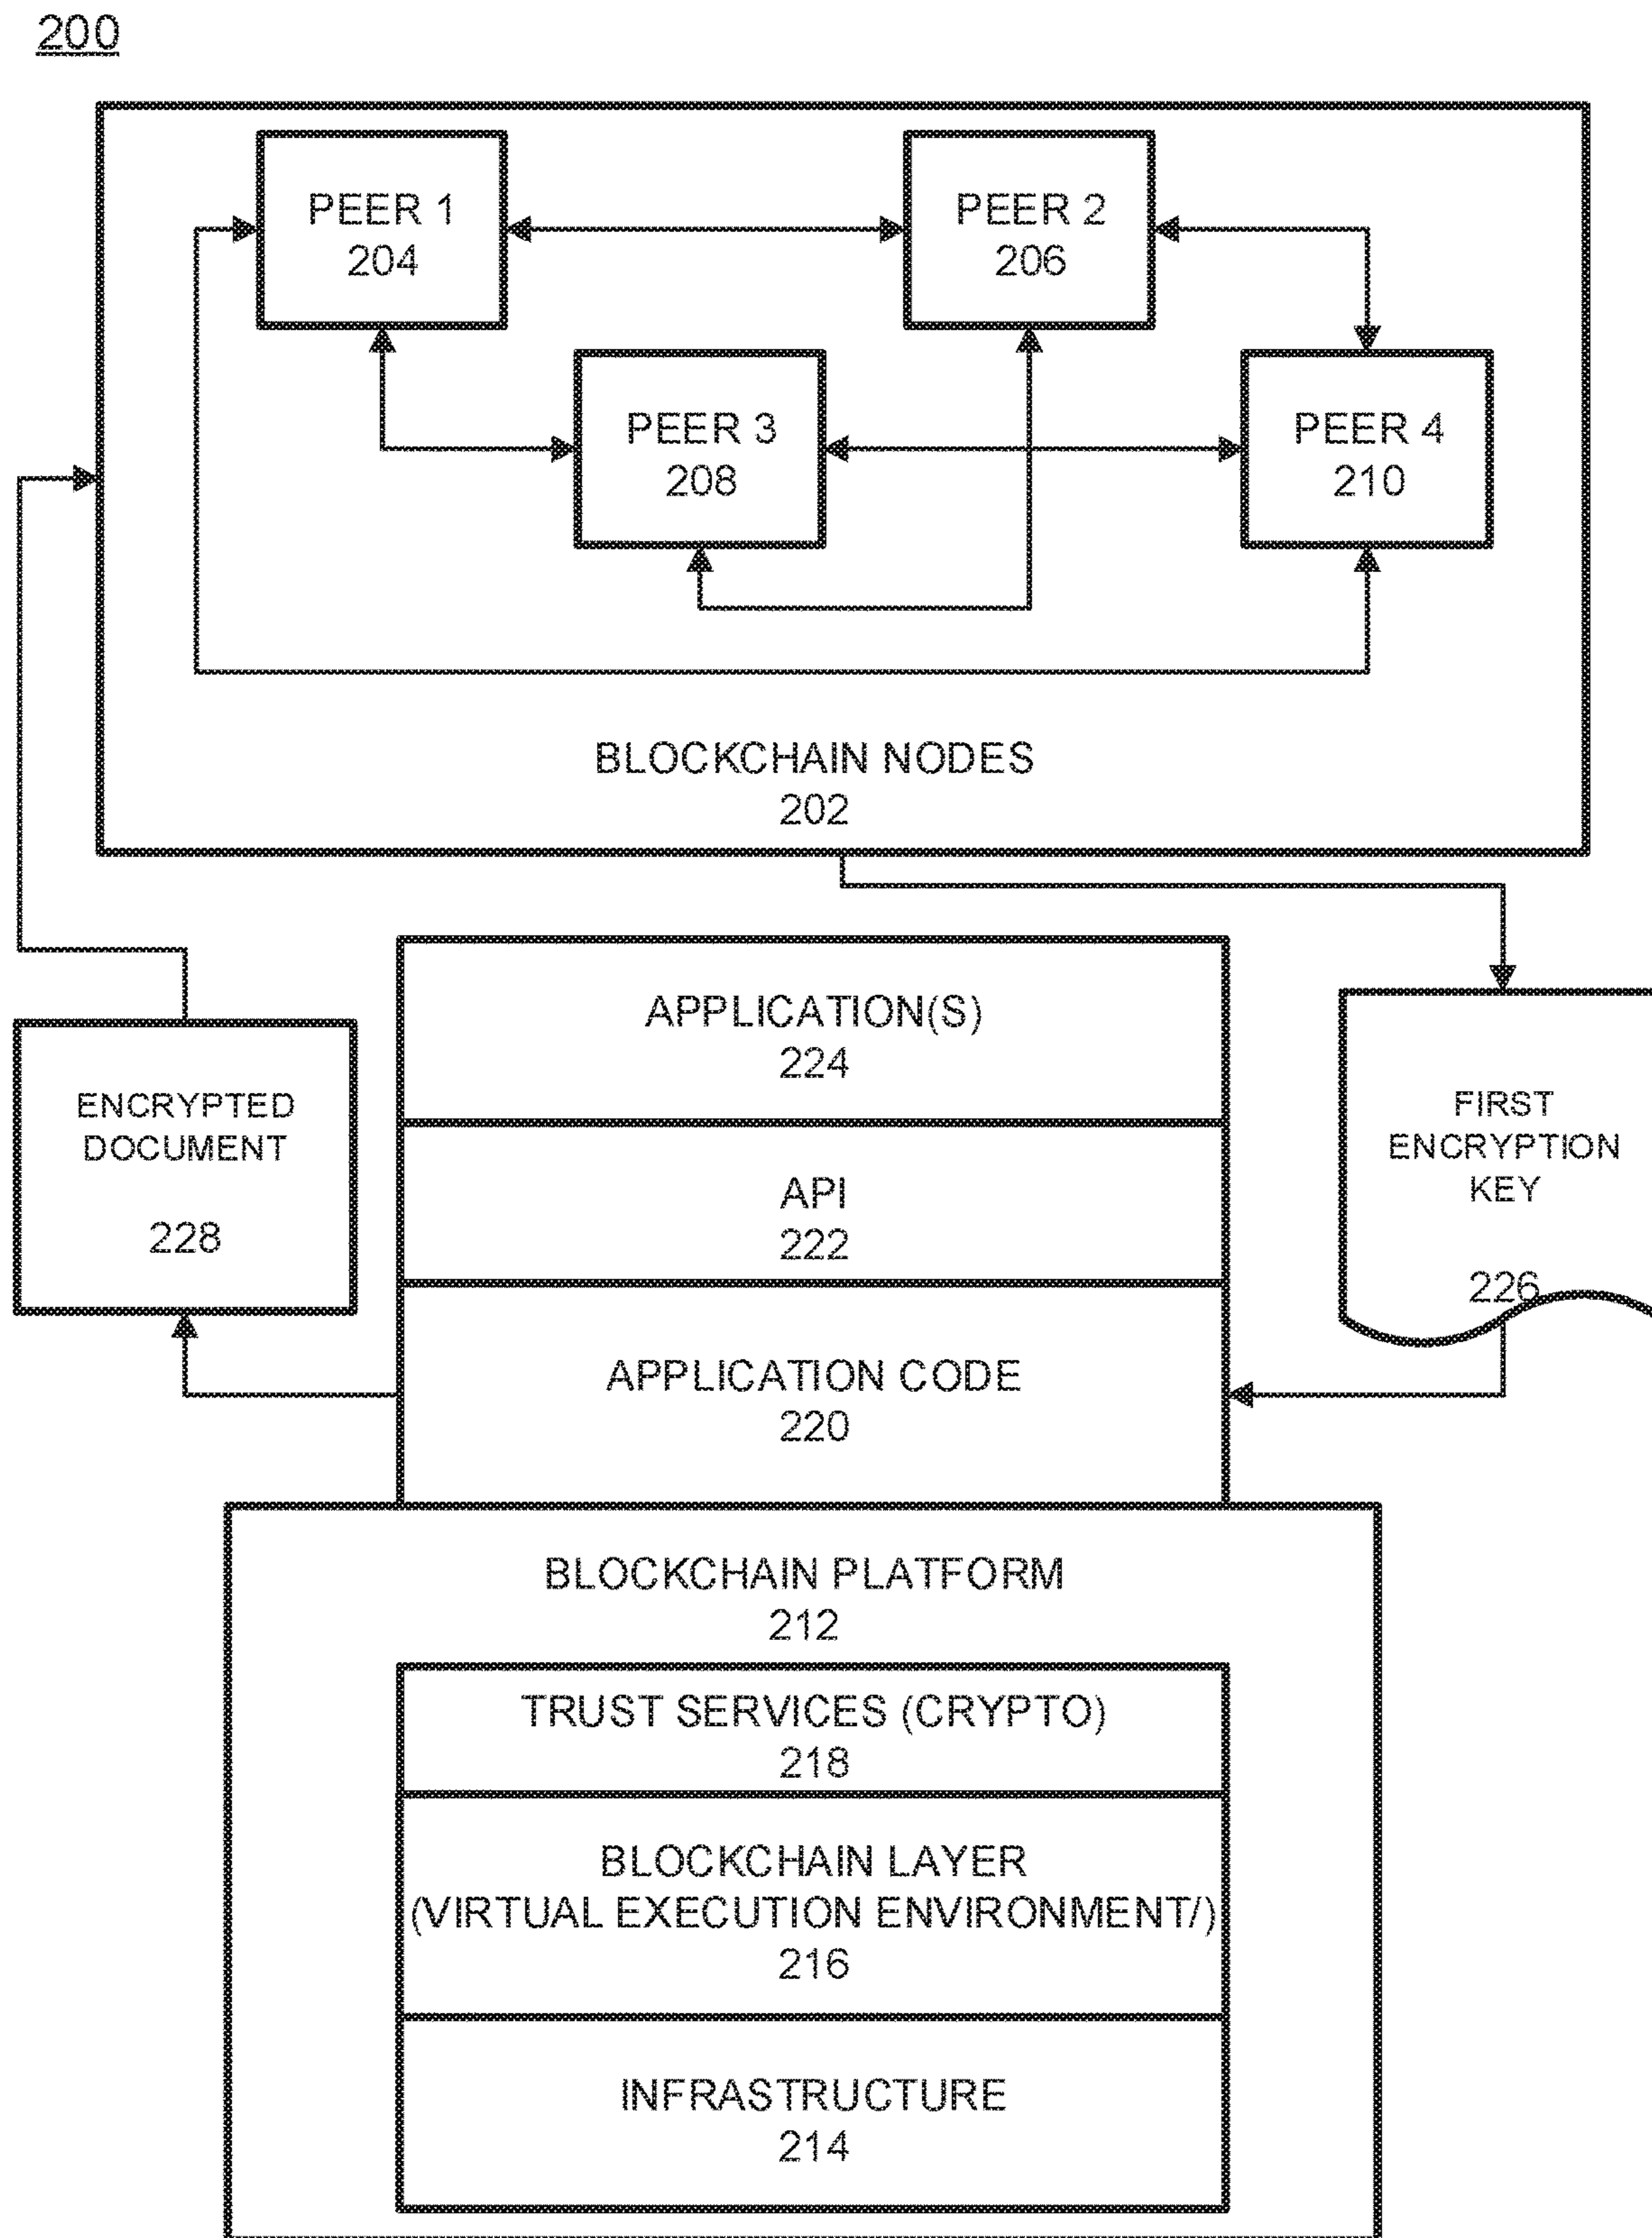 200
PEER 1
204
PEER 2
206
PEER 3
208
PEER 4
210
BLOCKCHAIN NODES
202
APPLICATION(S)
224
ENCRYPTED
DOCUMENT
228
API
222
FIRST
ENCRYPTION
KEY
226
APPLICATION CODE
220
BLOCKCHAIN PLATFORM
212
TRUST SERVICES (CRYPTO)
218
BLOCKCHAIN LAYER
(VIRTUAL EXECUTION ENVIRONMENT/)
216
INFRASTRUCTURE
214